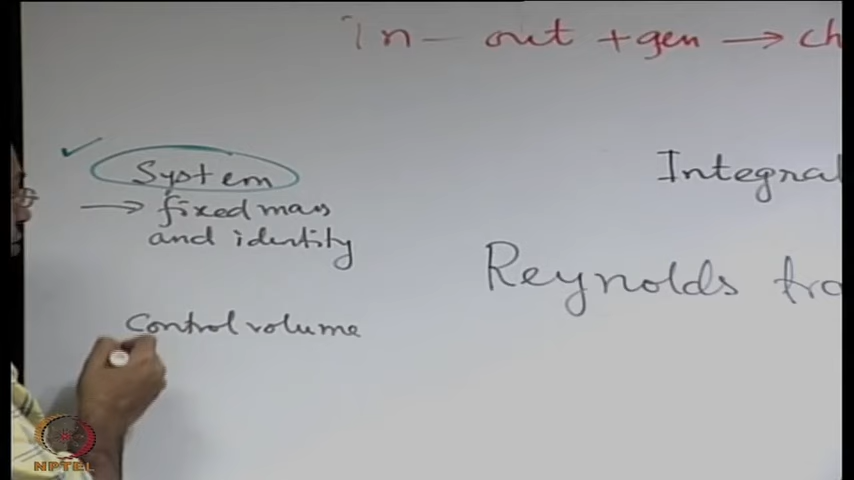 In - out + gen → ch
✓ System
→ fixed mass
and identity
Integral
Reynolds tra
Control volume
NPTEL